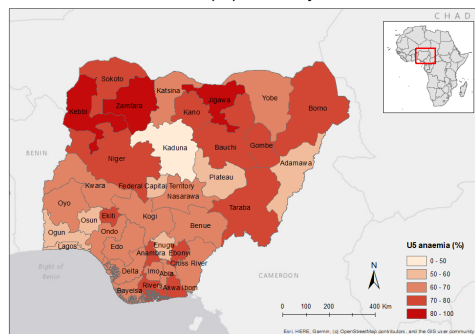 CHAD
Sokoto
Katsina
Jigawa
Yobe
Borno
Kebbi
Zamfara
Kano
BENIN
Kaduna
Bauchi
Gombe
Niger
Adamawa
Plateau
Kwara
Federal Capital Territory
Nasarawa
Taraba
Oyo
Ekiti
Kogi
Osun
Benue
Ogun
Ondo
Lagos
Edo
Enugu
Anambra
Ebonyi
Cross River
Bight of
Benin
Delta
Imo
Abia
CAMEROON
Bayelsa
Rivers
Akwa Ibom
U5 anaemia (%)
0 - 50
50 - 60
60 - 70
70 - 80
80 - 100
N
0 100 200 400 Km
Esri, HERE, Garmin, (c) OpenStreetMap contributors, and the GIS user community